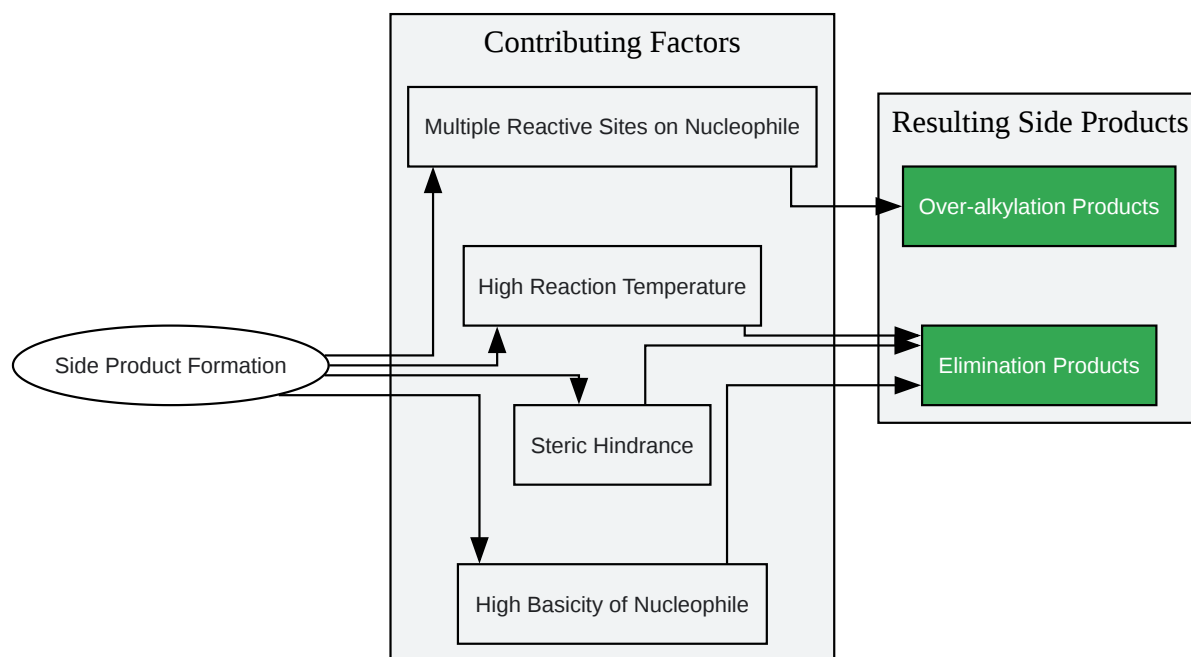 Contributing Factors
Multiple Reactive Sites on Nucleophile
High Reaction Temperature
Side Product Formation
Steric Hindrance
High Basicity of Nucleophile
Resulting Side Products
Over-alkylation Products
Elimination Products